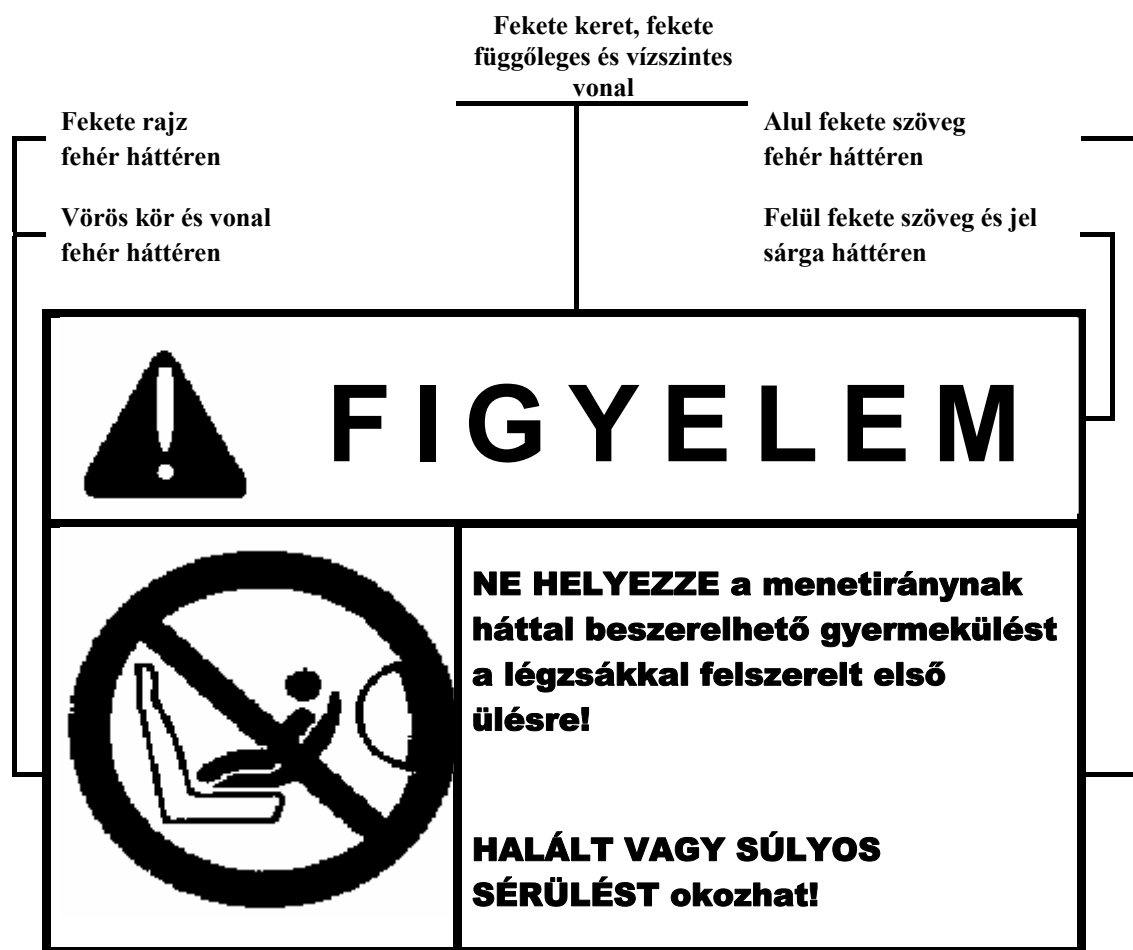 Fekete keret, fekete
függőleges és vízszintes
vonal
Fekete rajz
fehér háttéren
Vörös kör és vonal
fehér háttéren
Alul fekete szöveg
fehér háttéren
Felül fekete szöveg és jel
sárga háttéren
FIGYELEM
NE HELYEZZE a menetiránynak
háttal beszerelhető gyermekülést
a légzsákkal felszerelt első
ülésre!
HALÁLT VAGY SÚLYOS
SÉRÜLÉST okozhat!